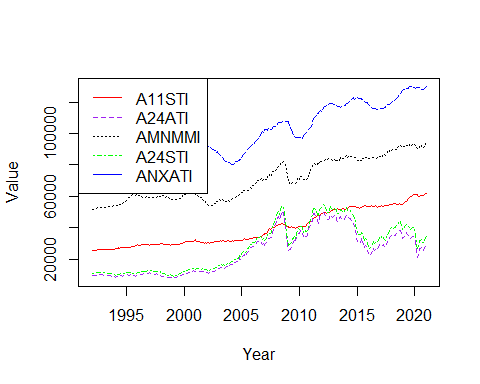 A11STI
A24ATI
AMNMMI
A24STI
ANXATI
Value
20000
60000
100000
1995
2000
2005
2010
2015
2020
Year